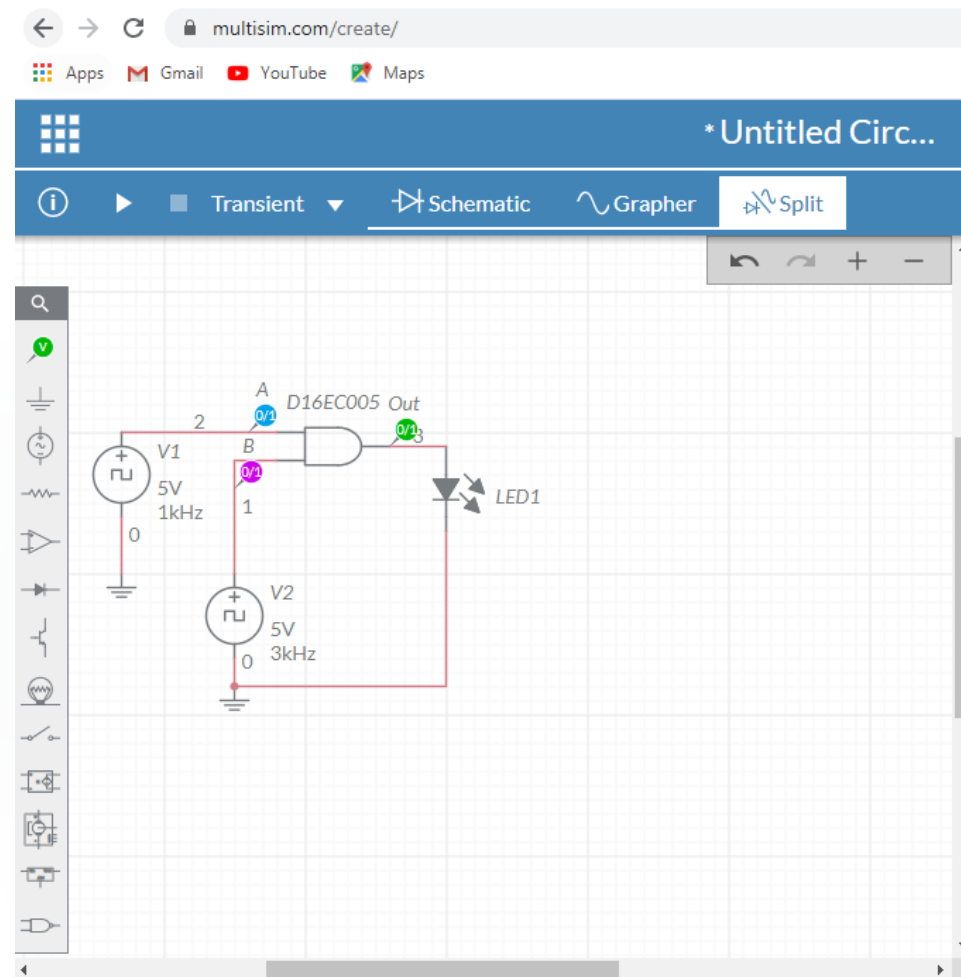 multisim.com/create/
Apps Gmail YouTube Maps
* Untitled Circ...
Transient Schematic Grapher Split
V
A
D16EC005 Out
2 0/1 0/1 3
V1 B
5V 0/1
1kHz 1 LED1
0
V2
5V
3kHz
0